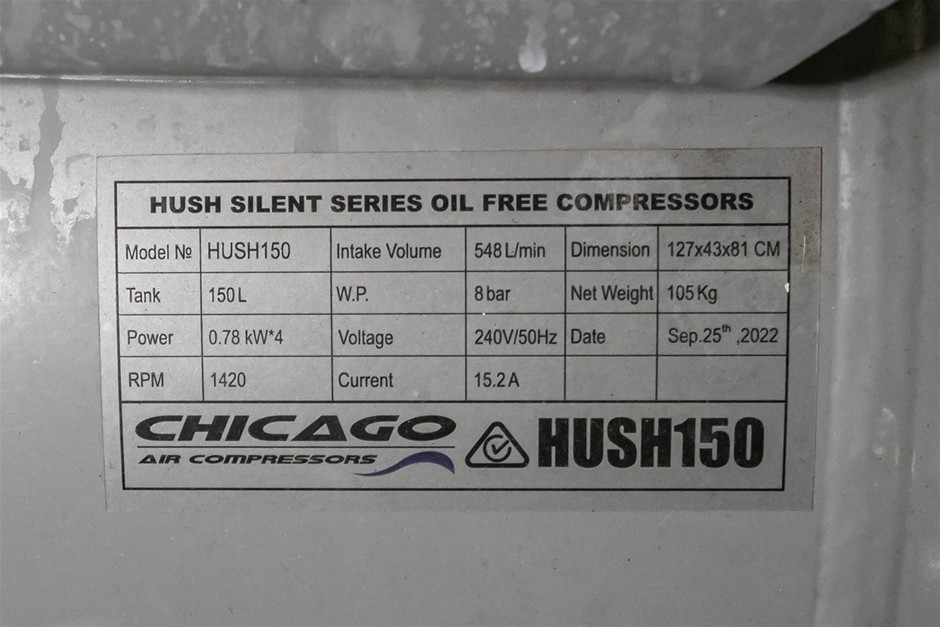 HUSH SILENT SERIES OIL FREE COMPRESSORS
Model № HUSH150 Intake Volume 548 L/min Dimension 127x43x81 CM
Tank 150 L W.P. 8 bar Net Weight 105 Kg
Power 0.78 kW*4 Voltage 240V/50Hz Date Sep.25th ,2022
RPM 1420 Current 15.2 A
CHICAGO
AIR COMPRESSORS
HUSH150